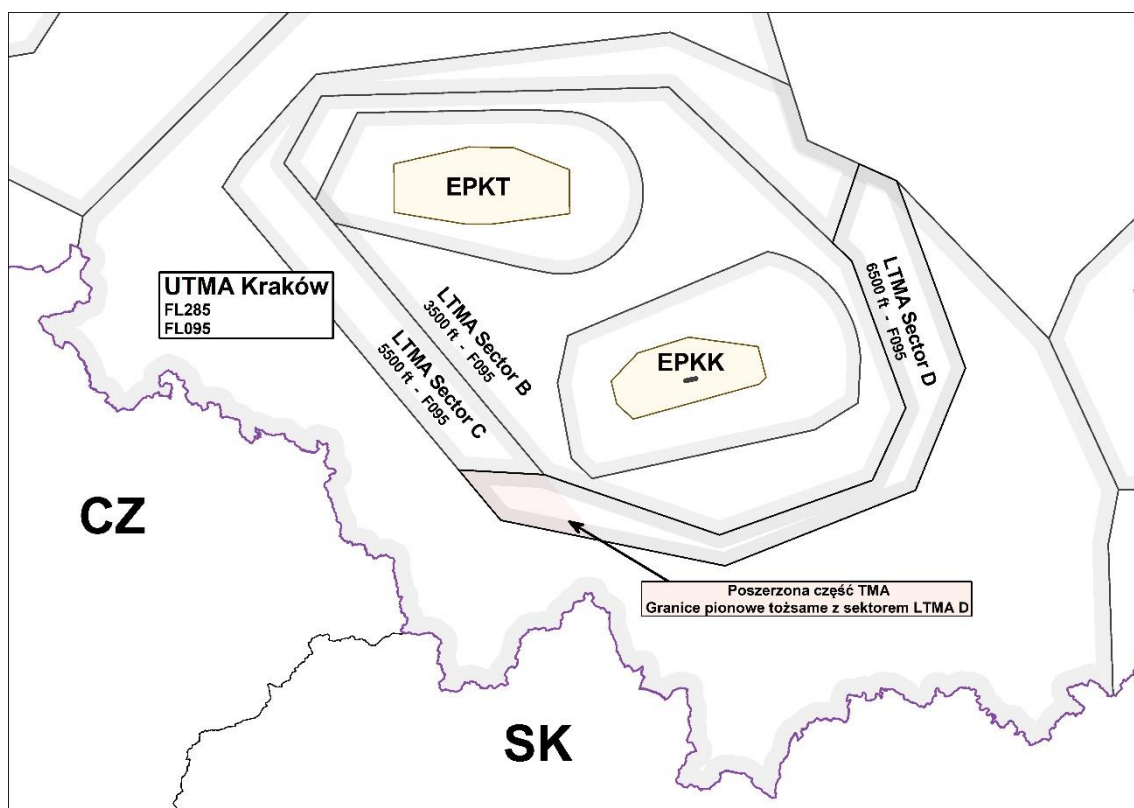 EPKT
UTMA Kraków
FL285
FL095
LTMA Sector B
3500 ft - F095
LTMA Sector C
5500 ft - F095
LTMA Sector D
6500 ft - F095
EPKK
CZ
Poszerzona część TMA
Granice pionowe tożsame z sektorem LTMA D
SK